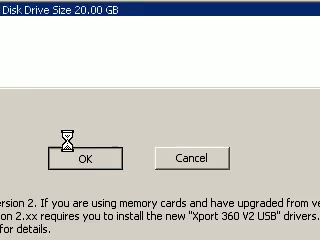 Disk Drive Size 20.00 GB
OK
Cancel
ersion 2. If you are using memory cards and have upgraded from ve
on 2.xx requires you to install the new "Xport 360 V2 USB" drivers.
for details.